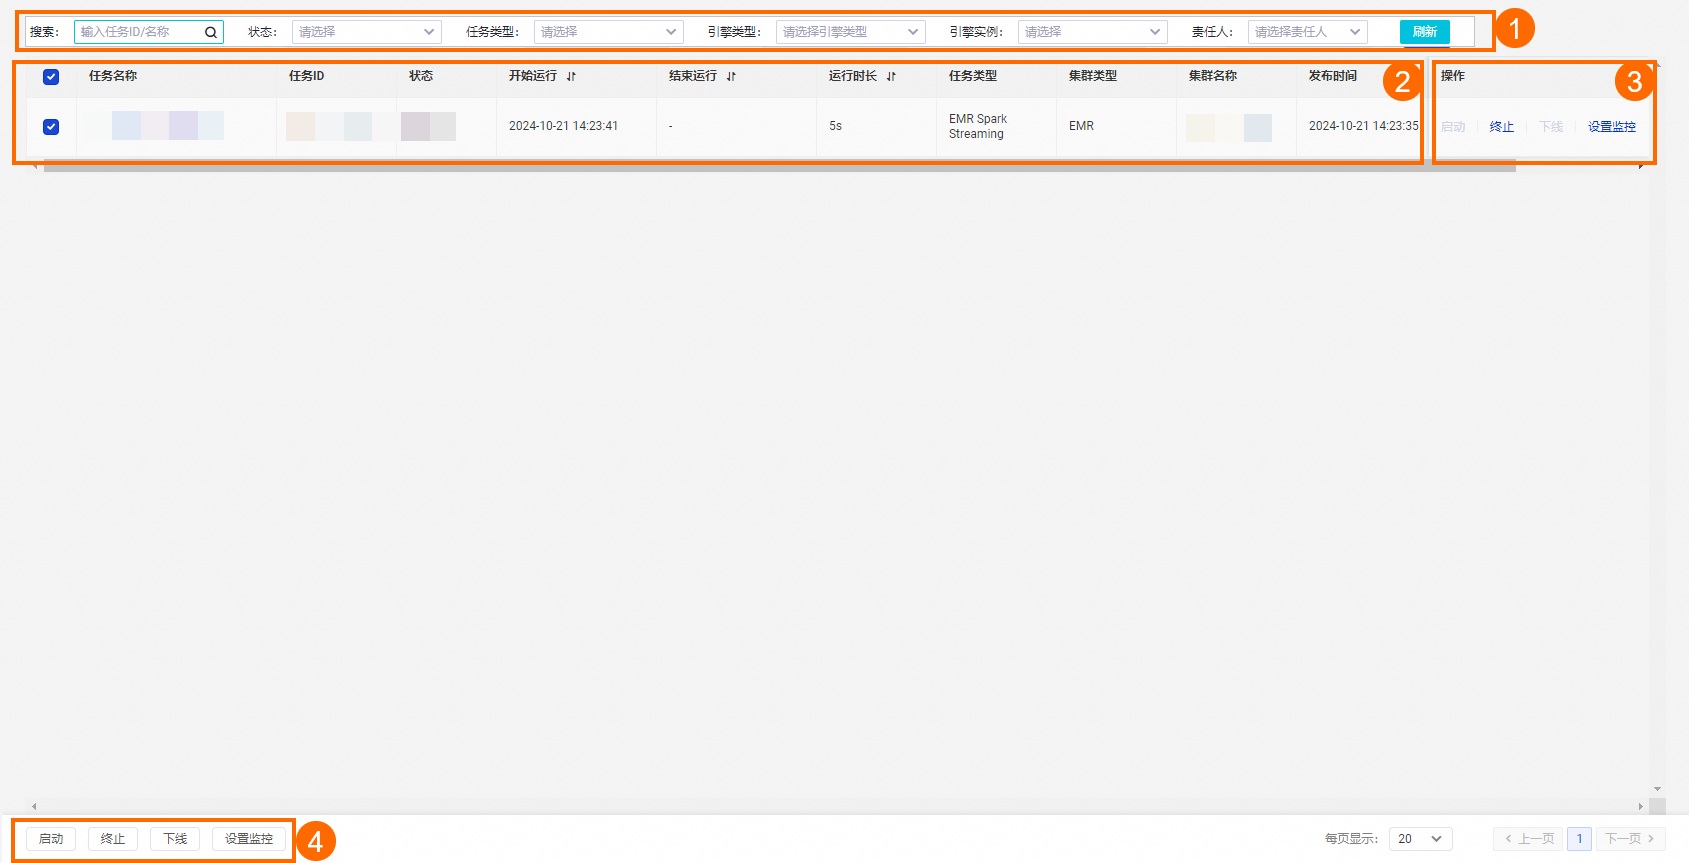 搜索： 输入任务ID/名称 状态： 请选择 任务类型： 请选择 引擎类型： 请选择引擎类型 引擎实例： 请选择 责任人： 请选择责任人 刷新 1
任务名称 任务ID 状态 开始运行 结束运行 运行时长 任务类型 集群类型 集群名称 发布时间 2 操作 3
2024-10-21 14:23:41 - 5s EMR Spark Streaming EMR 2024-10-21 14:23:35 启动 终止 下线 设置监控
启动 终止 下线 设置监控 4 每页显示： 20 上一页 1 下一页